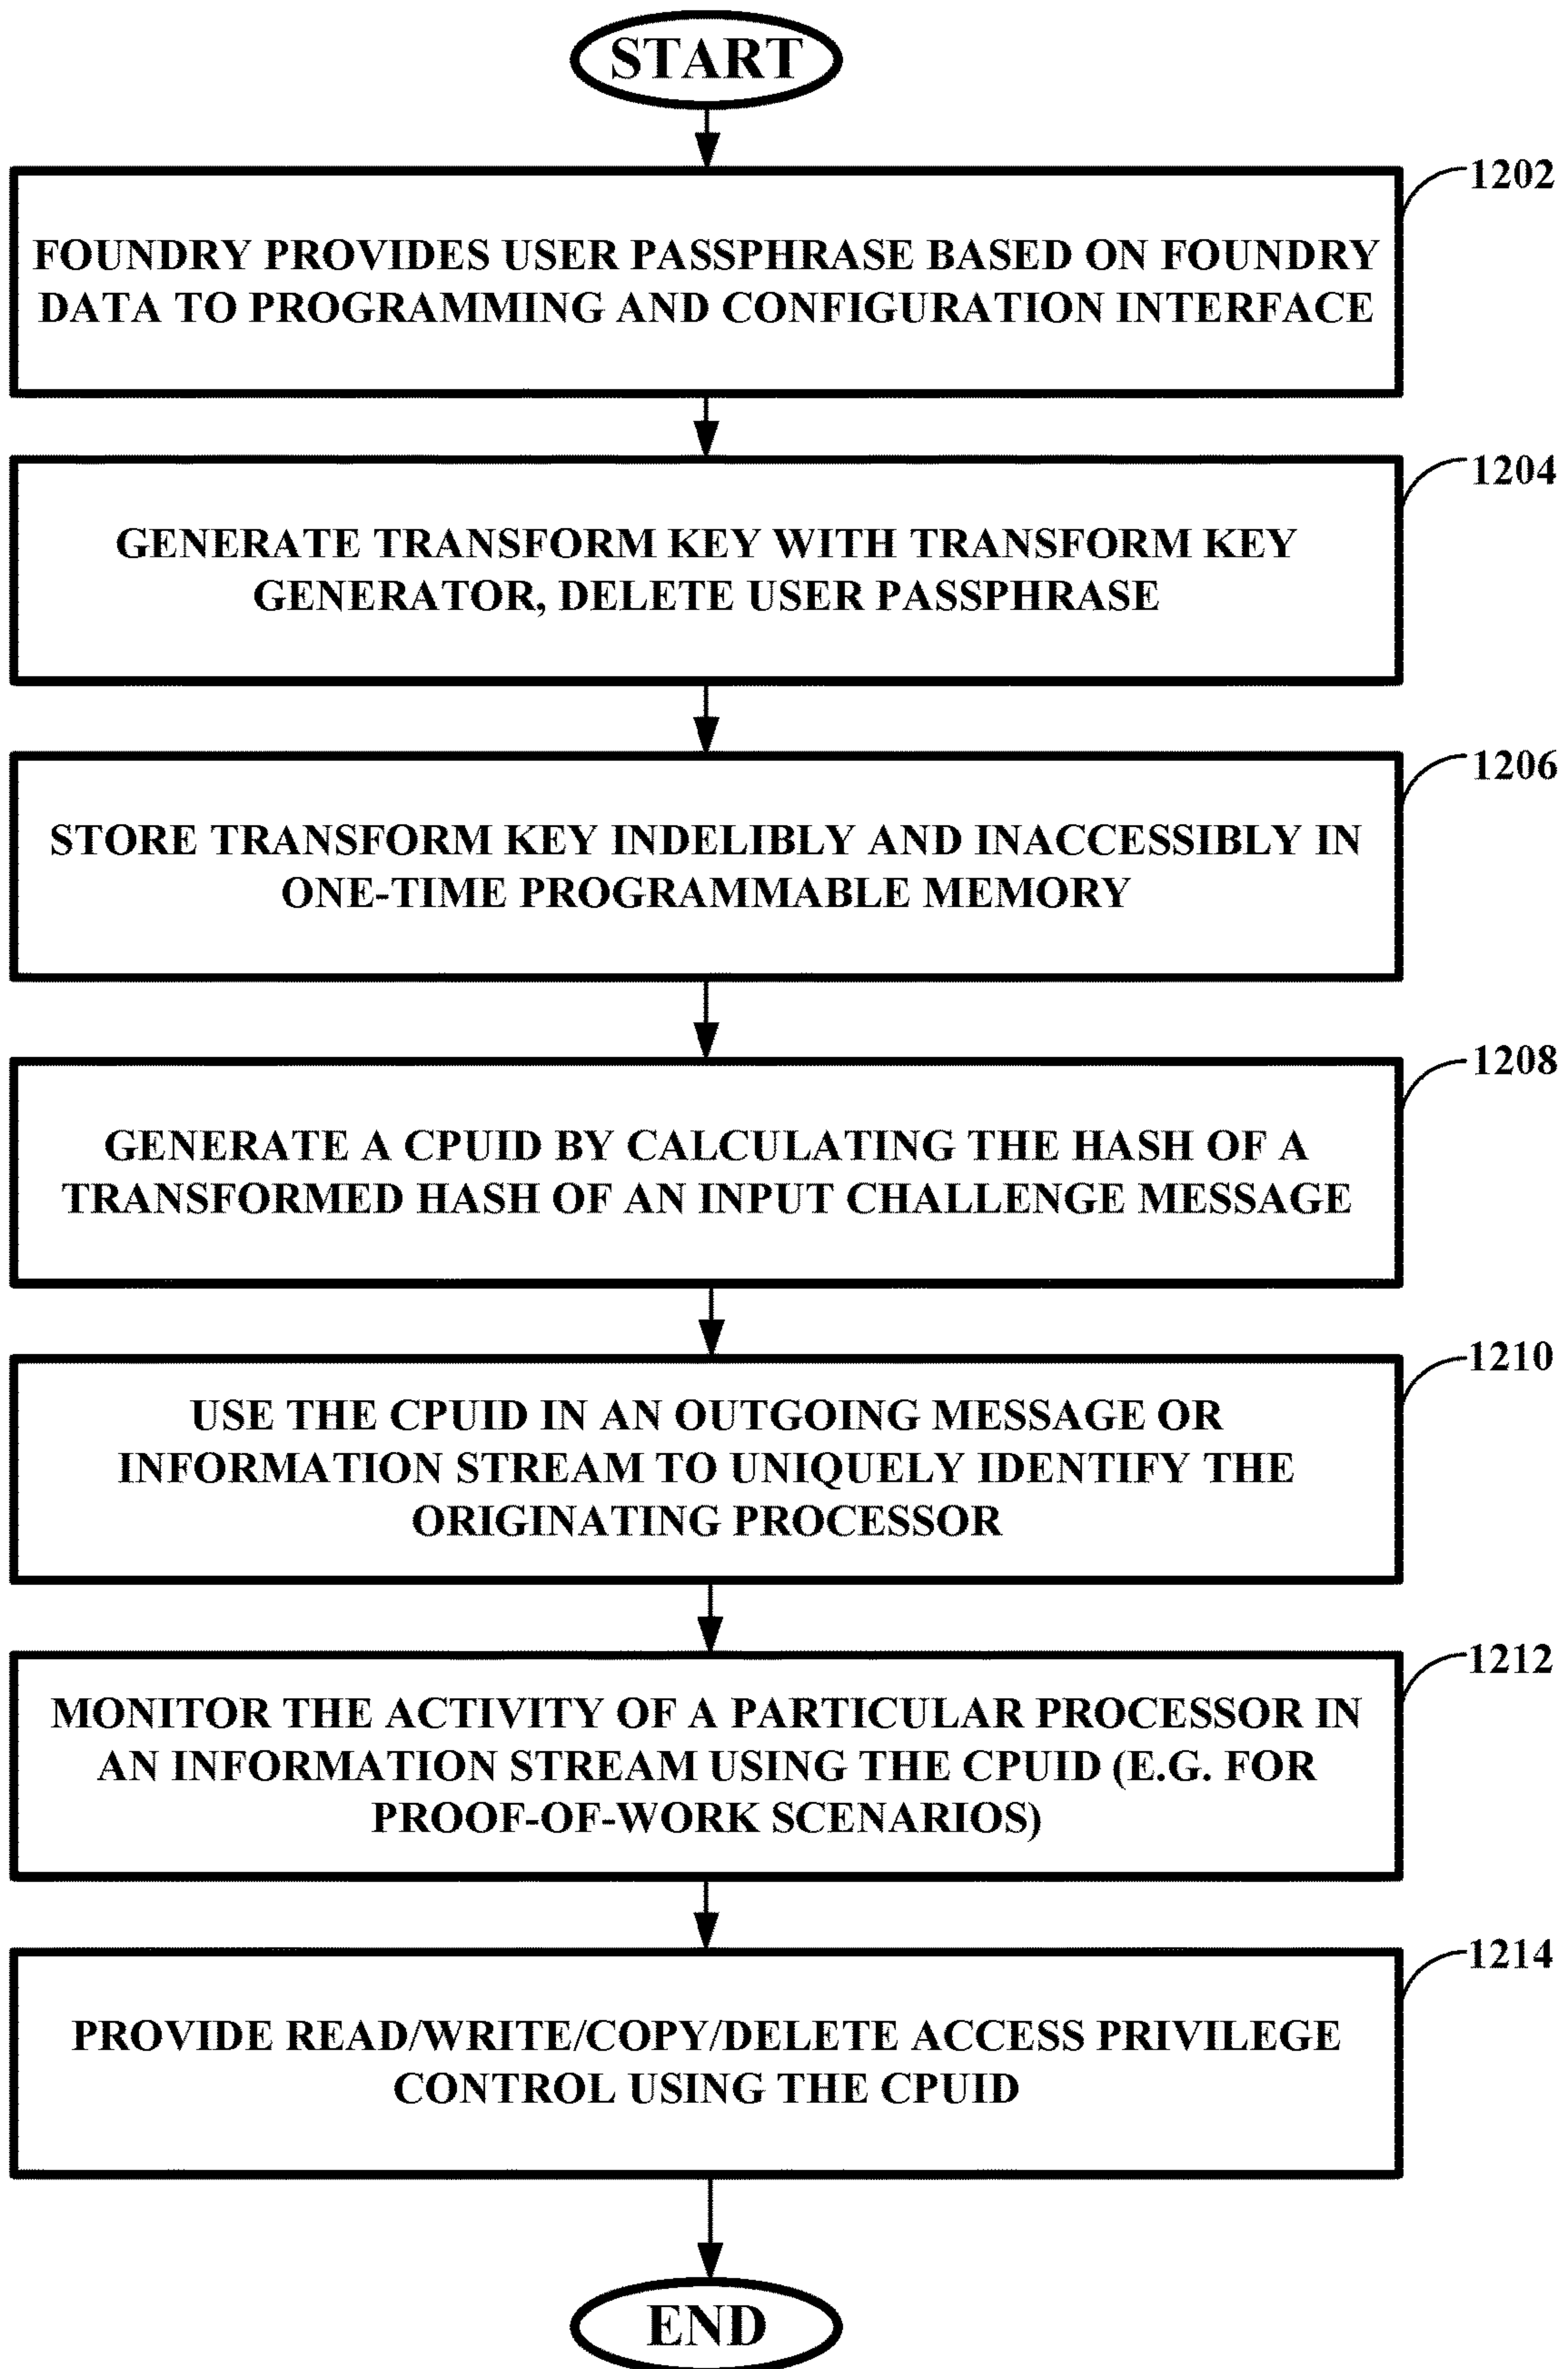 START
1202
FOUNDRY PROVIDES USER PASSPHRASE BASED ON FOUNDRY
DATA TO PROGRAMMING AND CONFIGURATION INTERFACE
1204
GENERATE TRANSFORM KEY WITH TRANSFORM KEY
GENERATOR, DELETE USER PASSPHRASE
1206
STORE TRANSFORM KEY INDELIBLY AND INACCESSIBLY IN
ONE-TIME PROGRAMMABLE MEMORY
1208
GENERATE A CPUID BY CALCULATING THE HASH OF A
TRANSFORMED HASH OF AN INPUT CHALLENGE MESSAGE
1210
USE THE CPUID IN AN OUTGOING MESSAGE OR
INFORMATION STREAM TO UNIQUELY IDENTIFY THE
ORIGINATING PROCESSOR
1212
MONITOR THE ACTIVITY OF A PARTICULAR PROCESSOR IN
AN INFORMATION STREAM USING THE CPUID (E.G. FOR
PROOF-OF-WORK SCENARIOS)
1214
PROVIDE READ/WRITE/COPY/DELETE ACCESS PRIVILEGE
CONTROL USING THE CPUID
END